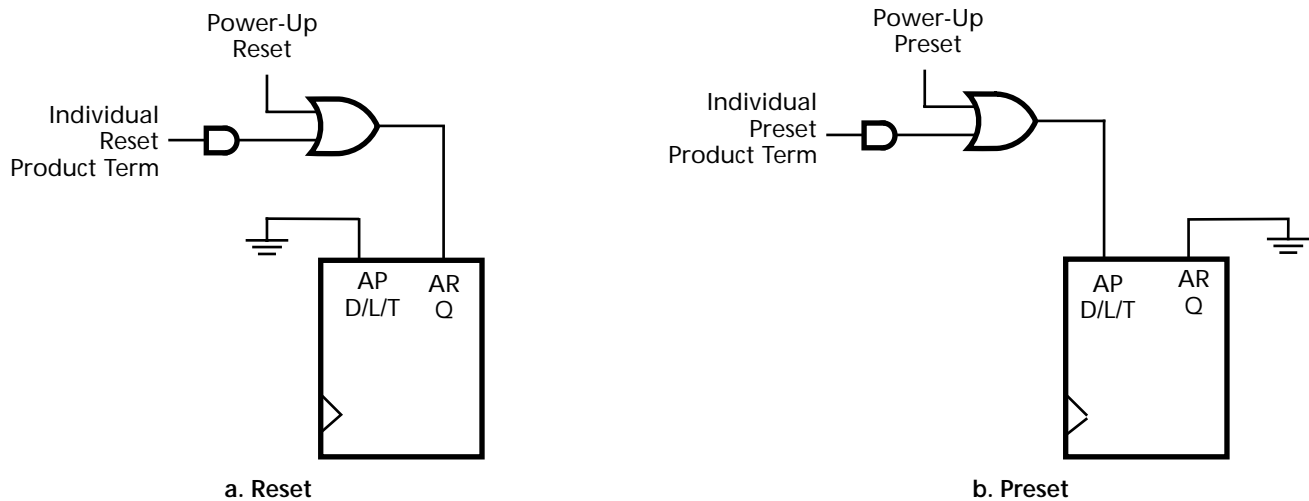 Power-Up
Reset
Individual
Reset
Product Term
AP
AR
D/L/T
Q
a. Reset
Power-Up
Preset
Individual
Preset
Product Term
AP
AR
D/L/T
Q
b. Preset